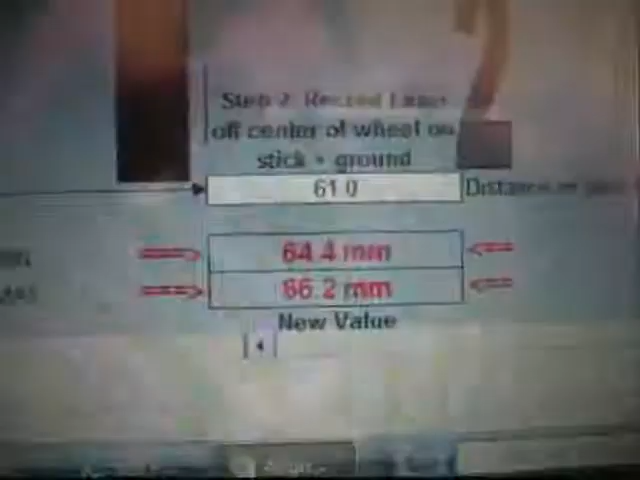 Step 2: Record Laser
off center of wheel on
stick + ground
61.0
Distance
64.4 mm
66.2 mm
New Value